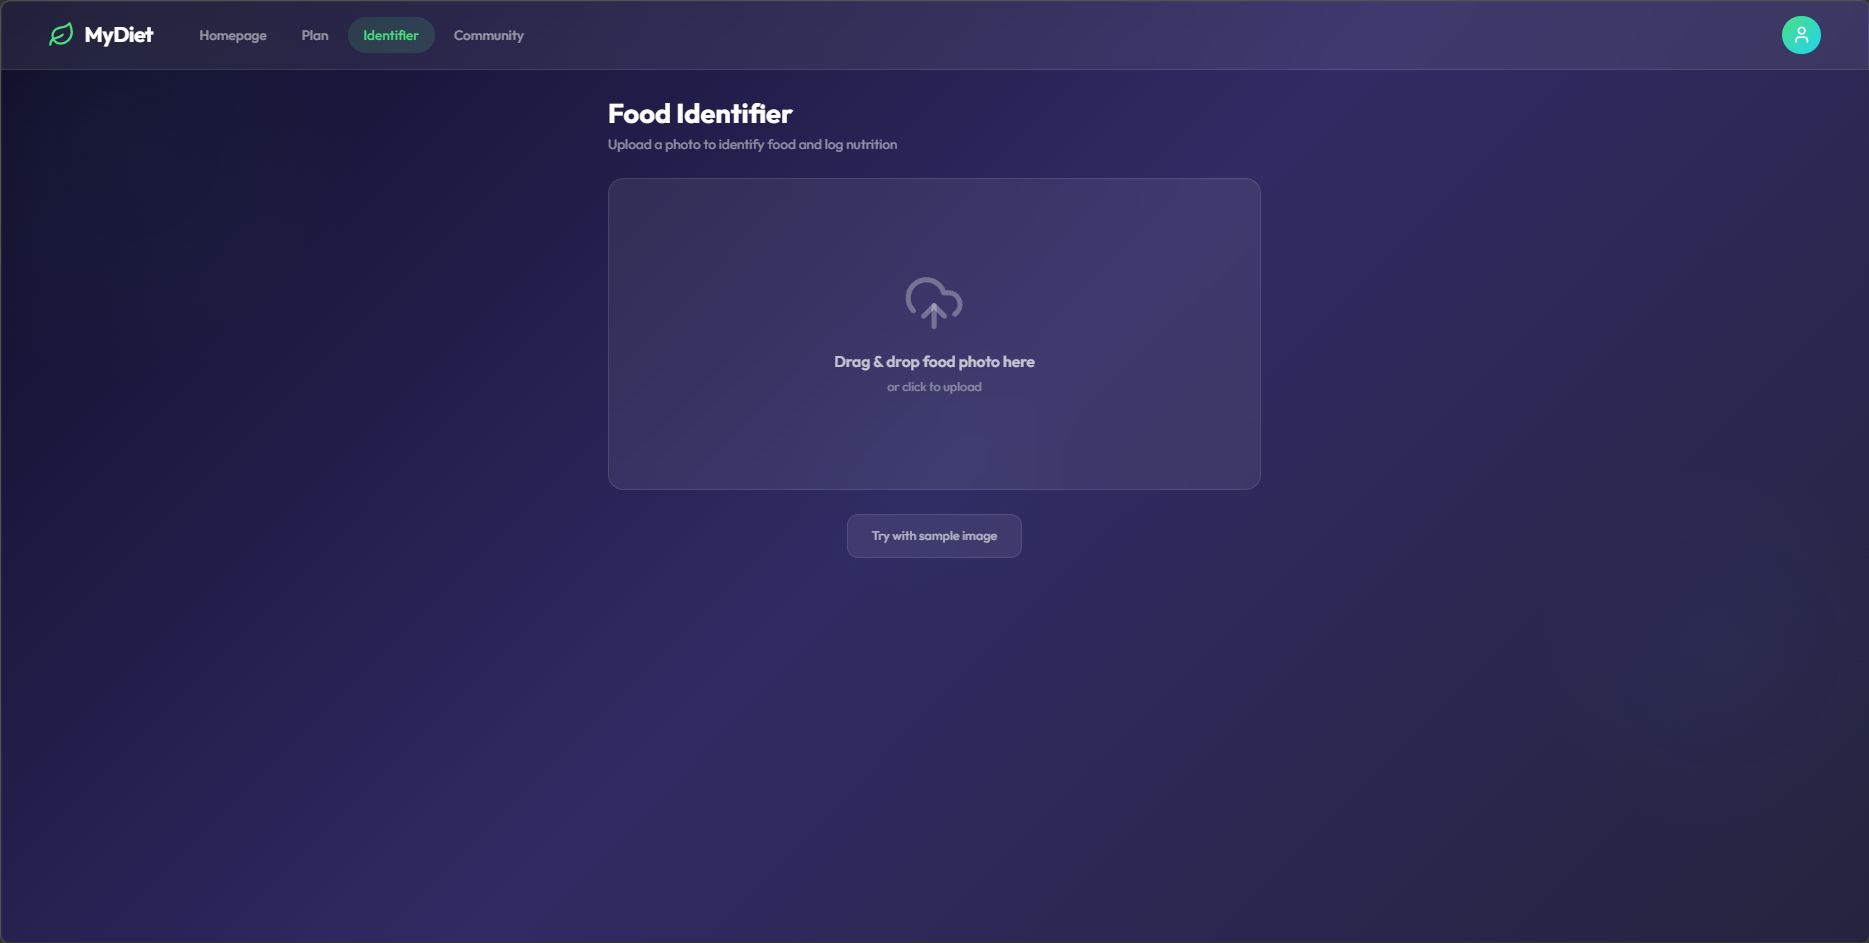 MyDiet
Homepage
Plan
Identifier
Community
Food Identifier
Upload a photo to identify food and log nutrition
Drag & drop food photo here
or click to upload
Try with sample image